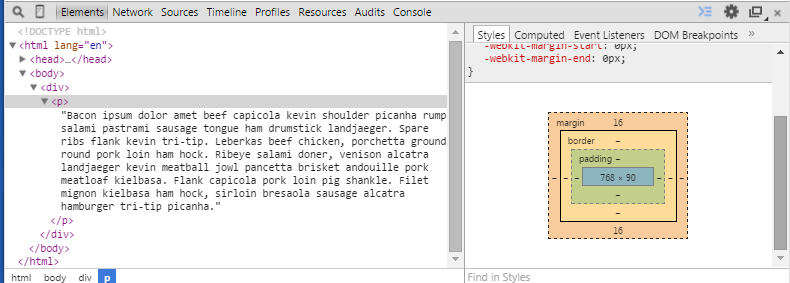 Elements Network Sources Timeline Profiles Resources Audits Console
<!DOCTYPE html>
<html lang="en">
<head>…</head>
<body>
<div>
<p>
"Bacon ipsum dolor amet beef capicola kevin shoulder picanha rump
salami pastrami sausage tongue ham drumstick landjaeger. Spare
ribs flank kevin tri-tip. Leberkas beef chicken, porchetta ground
round pork loin ham hock. Ribeye salami doner, venison alcatra
landjaeger kevin meatball jowl pancetta brisket andouille pork
meatloaf kielbasa. Flank capicola pork loin pig shankle. Filet
mignon kielbasa ham hock, sirloin bresaola sausage alcatra
hamburger tri-tip picanha."
</p>
</div>
</body>
</html>
html body div p
Styles Computed Event Listeners DOM Breakpoints »
-webkit-margin-start: 0px;
-webkit-margin-end: 0px;
}
margin 16
border –
padding –
– – – 768 × 90 – – –
–
–
16
Find in Styles